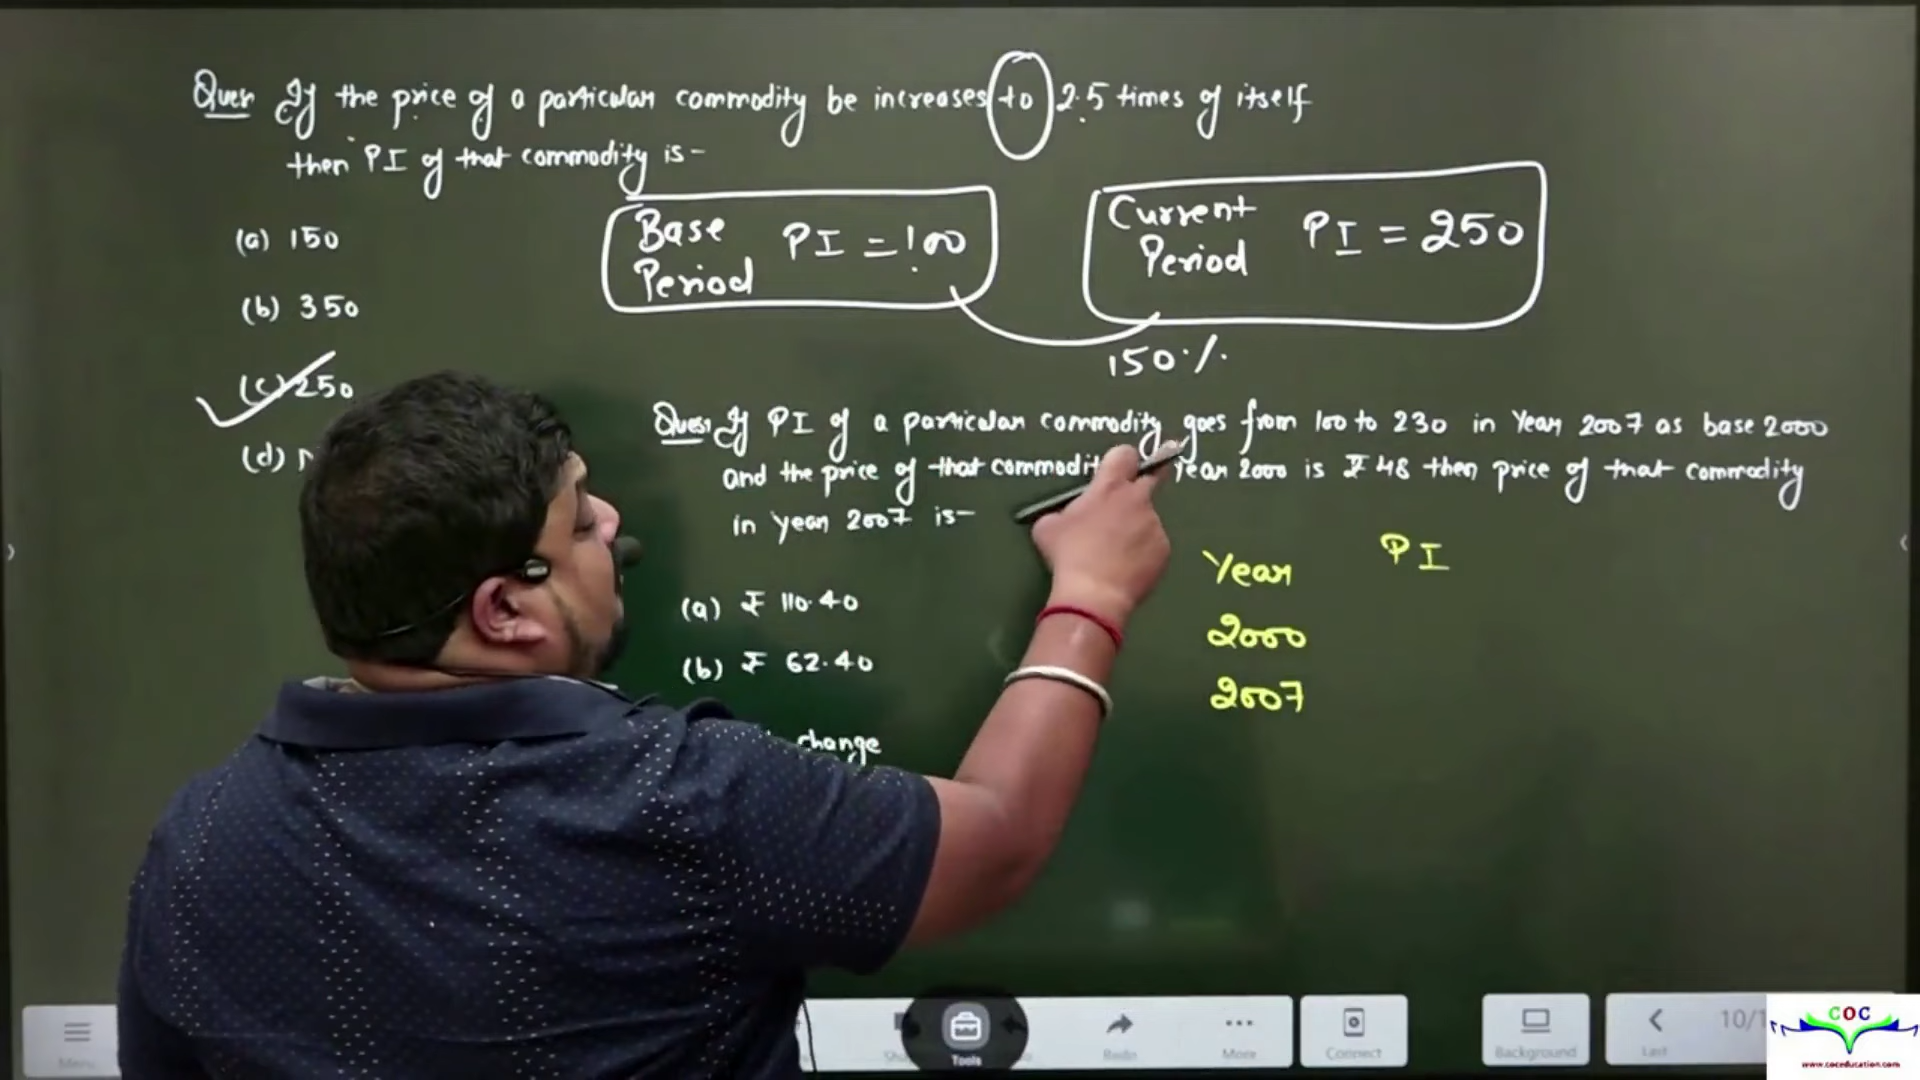 Ques If the price of a particular commodity be increases to 2.5 times of itself
then PI of that commodity is-
(a) 150
(b) 350
(c) 250
(d)
Base Period PI = 100
Current Period PI = 250
150%
Ques: If PI of a particular commodity goes from 100 to 230 in Year 2007 as base 2000
and the price of that commodity Year 2000 is ₹ 48 then price of that commodity
in year 2007 is-
(a) ₹ 110.40
(b) ₹ 62.40
change
Year PI
2000
2007
Menu
Tools
Redo
More
Connect
Background
Last
10/1
COC
www.coceducation.com